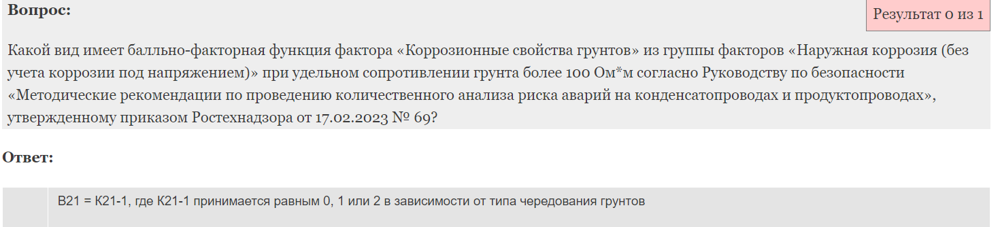 Вопрос:
Результат 0 из 1
Какой вид имеет балльно-факторная функция фактора «Коррозионные свойства грунтов» из группы факторов «Наружная коррозия (без
учета коррозии под напряжением)» при удельном сопротивлении грунта более 100 Ом*м согласно Руководству по безопасности
«Методические рекомендации по проведению количественного анализа риска аварий на конденсатопроводах и продуктопроводах»,
утвержденному приказом Ростехнадзора от 17.02.2023 № 69?
Ответ:
B21 = К21-1, где К21-1 принимается равным 0, 1 или 2 в зависимости от типа чередования грунтов